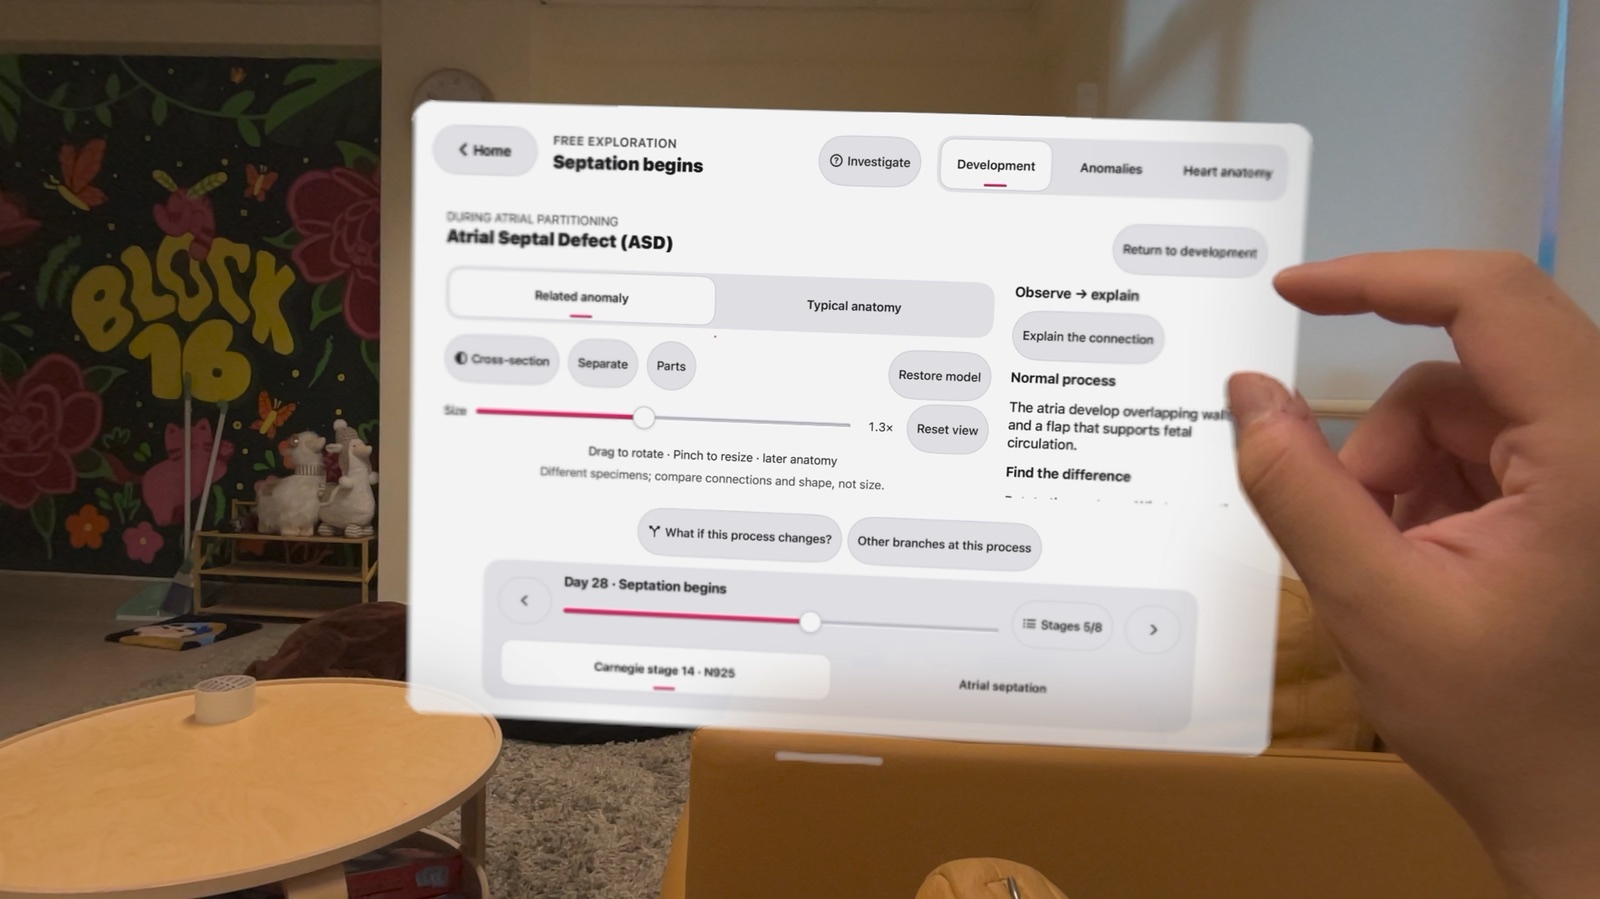 BLOCK
16
Home
FREE EXPLORATION
Septation begins
Investigate
Development
Anomalies
Heart anatomy
DURING ATRIAL PARTITIONING
Atrial Septal Defect (ASD)
Return to development
Related anomaly
Typical anatomy
Observe → explain
Explain the connection
Cross-section
Separate
Parts
Restore model
Normal process
Size
1.3×
Reset view
The atria develop overlapping walls
and a flap that supports fetal
circulation.
Drag to rotate · Pinch to resize · later anatomy
Different specimens; compare connections and shape, not size.
Find the difference
What if this process changes?
Other branches at this process
Day 28 · Septation begins
Stages 5/8
Carnegie stage 14 · N925
Atrial septation